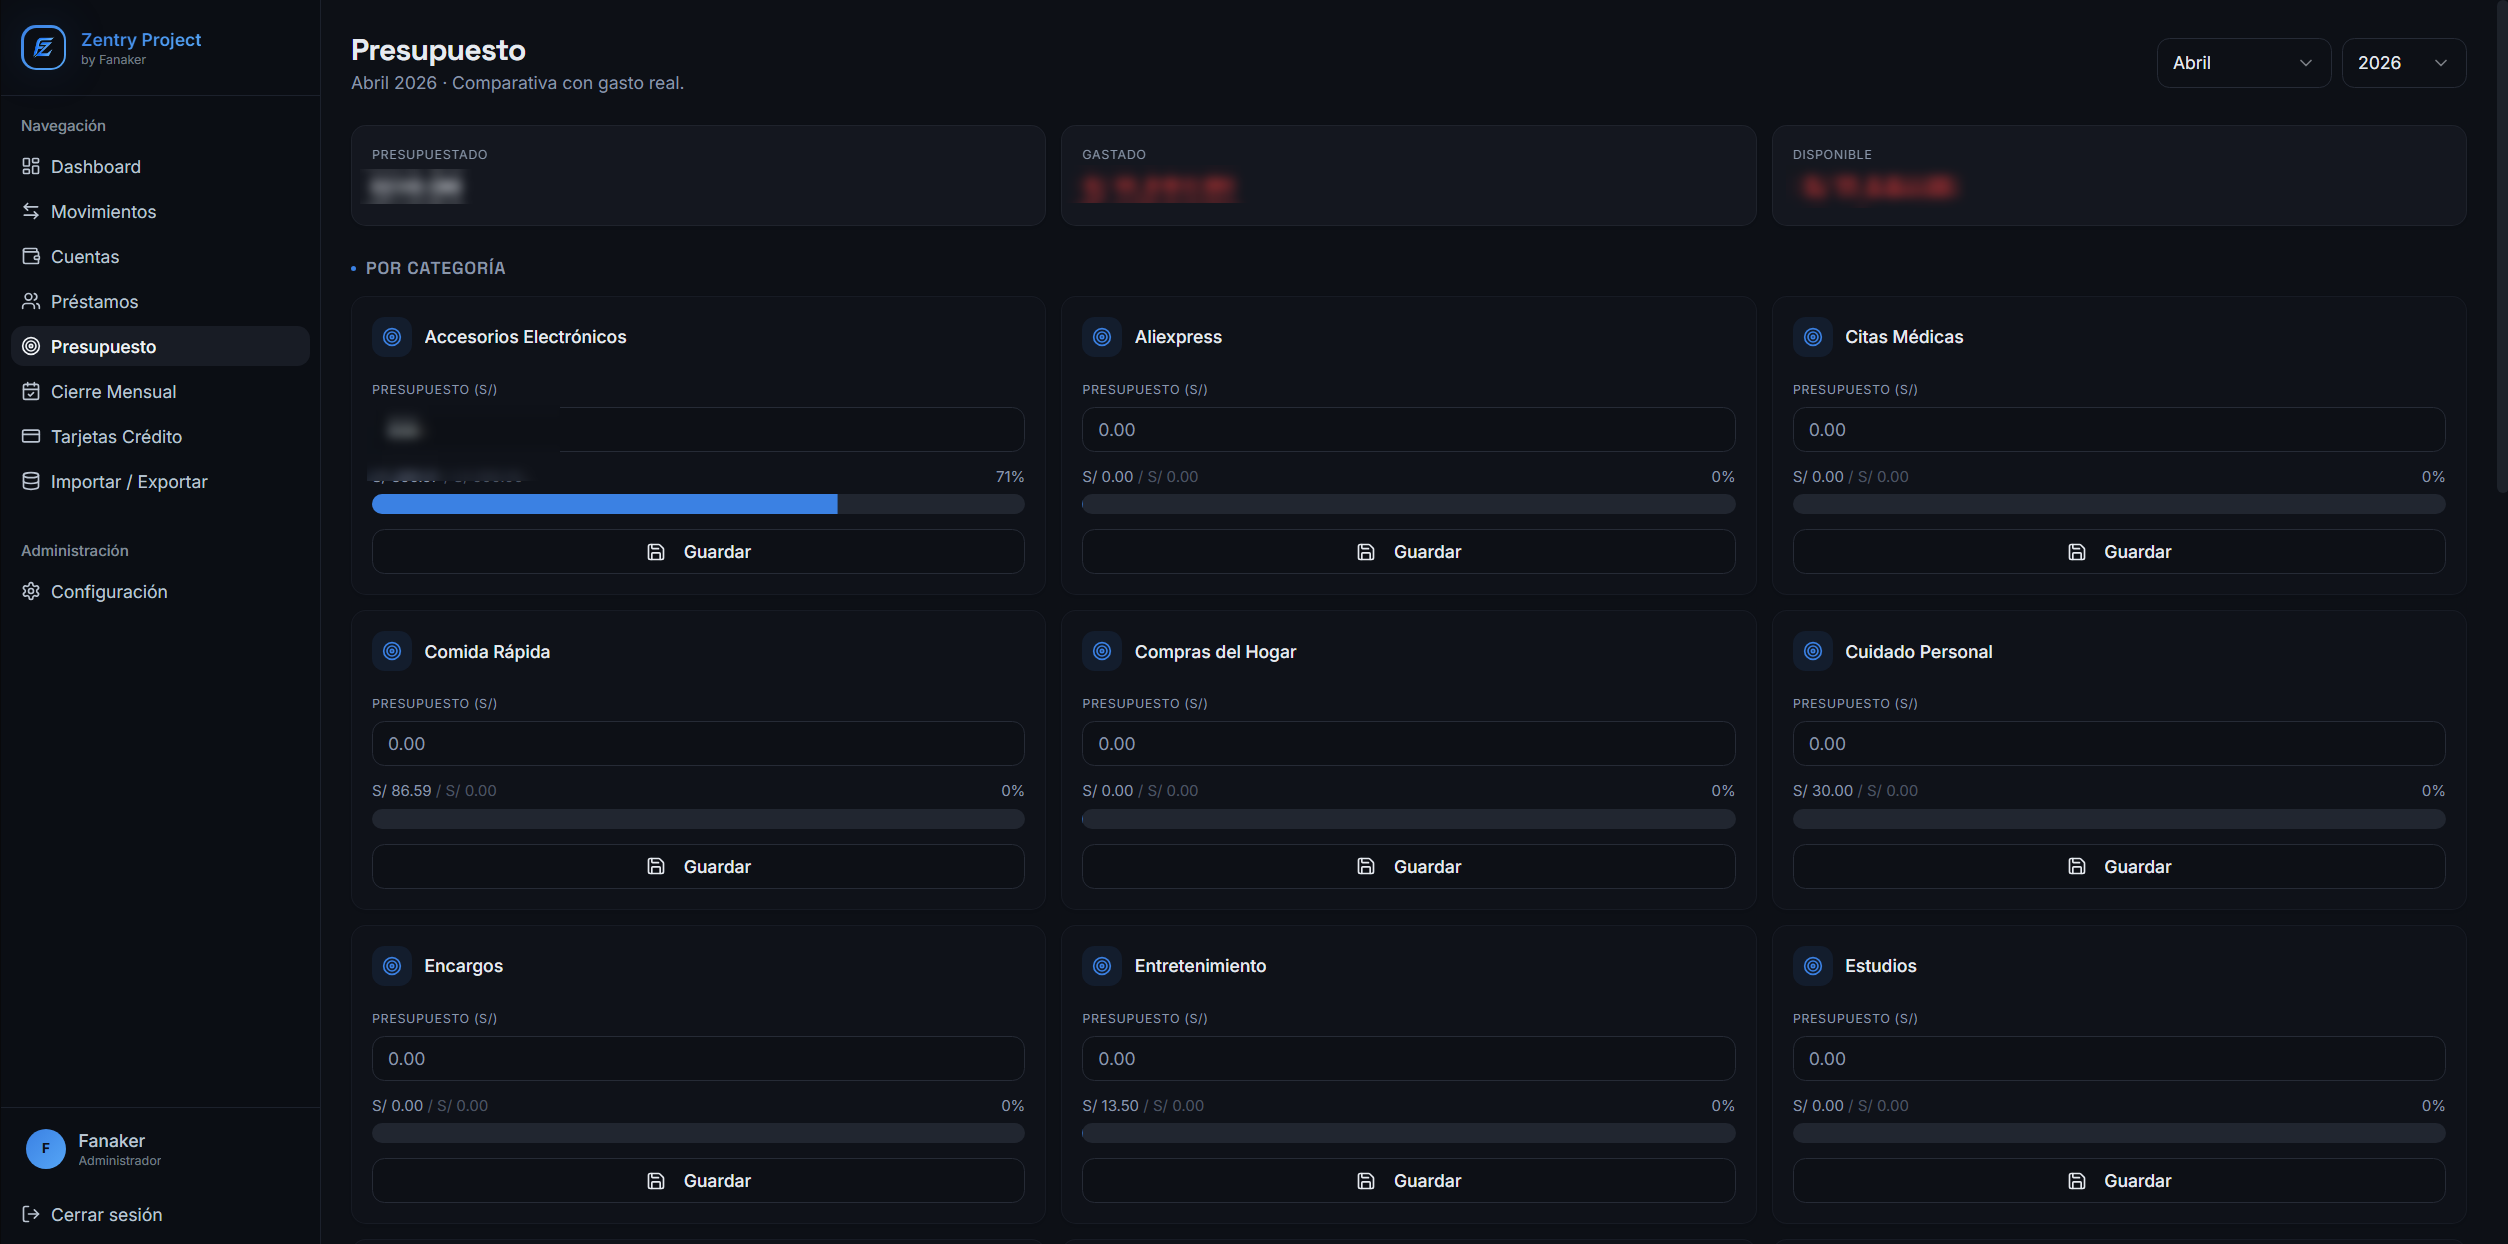 Zentry Project
by Fanaker
Navegación
Dashboard
Movimientos
Cuentas
Préstamos
Presupuesto
Cierre Mensual
Tarjetas Crédito
Importar / Exportar
Administración
Configuración
F
Fanaker
Administrador
Cerrar sesión
Presupuesto
Abril 2026 · Comparativa con gasto real.
Abril
2026
PRESUPUESTADO
GASTADO
DISPONIBLE
POR CATEGORÍA
Accesorios Electrónicos
PRESUPUESTO (S/)
71%
Guardar
Aliexpress
PRESUPUESTO (S/)
0.00
S/ 0.00 / S/ 0.00 0%
Guardar
Citas Médicas
PRESUPUESTO (S/)
0.00
S/ 0.00 / S/ 0.00 0%
Guardar
Comida Rápida
PRESUPUESTO (S/)
0.00
S/ 86.59 / S/ 0.00 0%
Guardar
Compras del Hogar
PRESUPUESTO (S/)
0.00
S/ 0.00 / S/ 0.00 0%
Guardar
Cuidado Personal
PRESUPUESTO (S/)
0.00
S/ 30.00 / S/ 0.00 0%
Guardar
Encargos
PRESUPUESTO (S/)
0.00
S/ 0.00 / S/ 0.00 0%
Guardar
Entretenimiento
PRESUPUESTO (S/)
0.00
S/ 13.50 / S/ 0.00 0%
Guardar
Estudios
PRESUPUESTO (S/)
0.00
S/ 0.00 / S/ 0.00 0%
Guardar